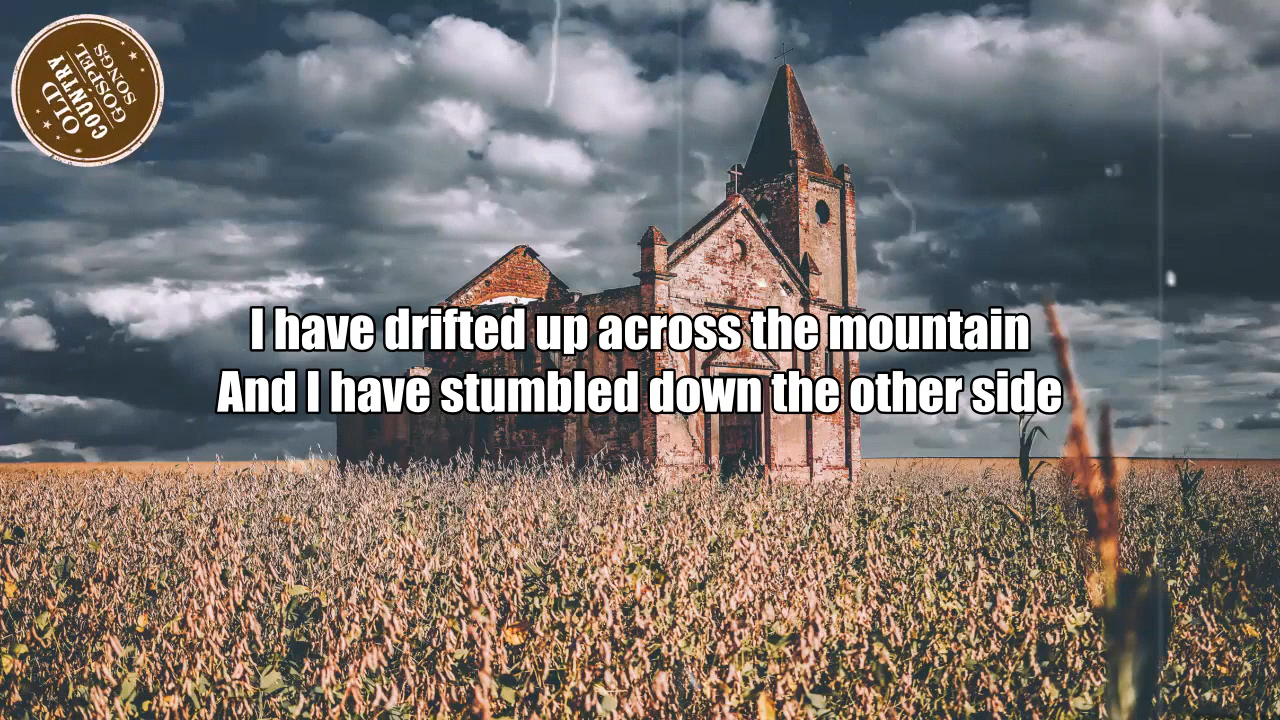 OLD
COUNTRY
GOSPEL
SONGS
I have drifted up across the mountain
And I have stumbled down the other side